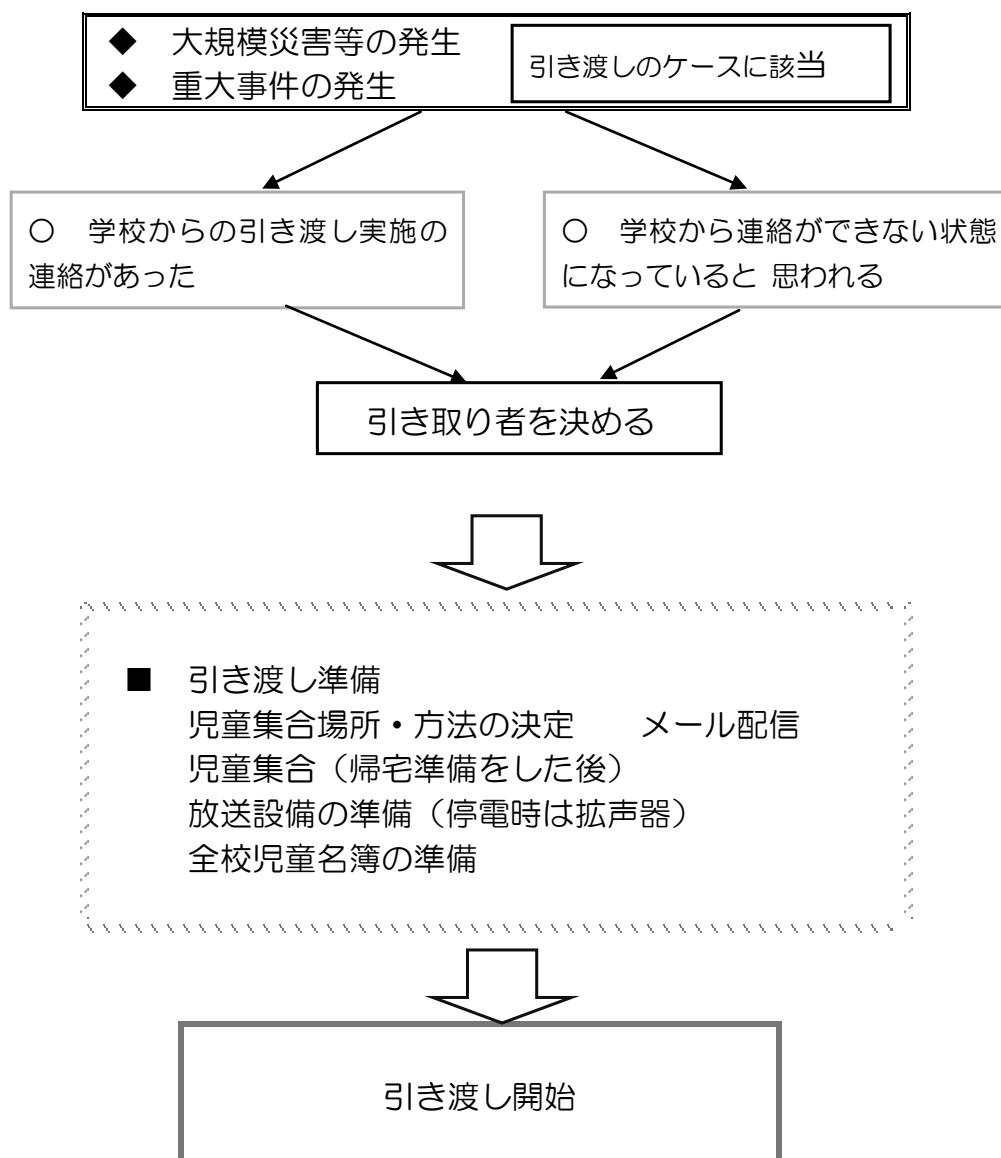 ◆ 大規模災害等の発生
◆ 重大事件の発生
引き渡しのケースに該当
○ 学校からの引き渡し実施の
連絡があった
○ 学校から連絡ができない状態
になっていると 思われる
引き取り者を決める
■ 引き渡し準備
児童集合場所・方法の決定 メール配信
児童集合（帰宅準備をした後）
放送設備の準備（停電時は拡声器）
全校児童名簿の準備
引き渡し開始